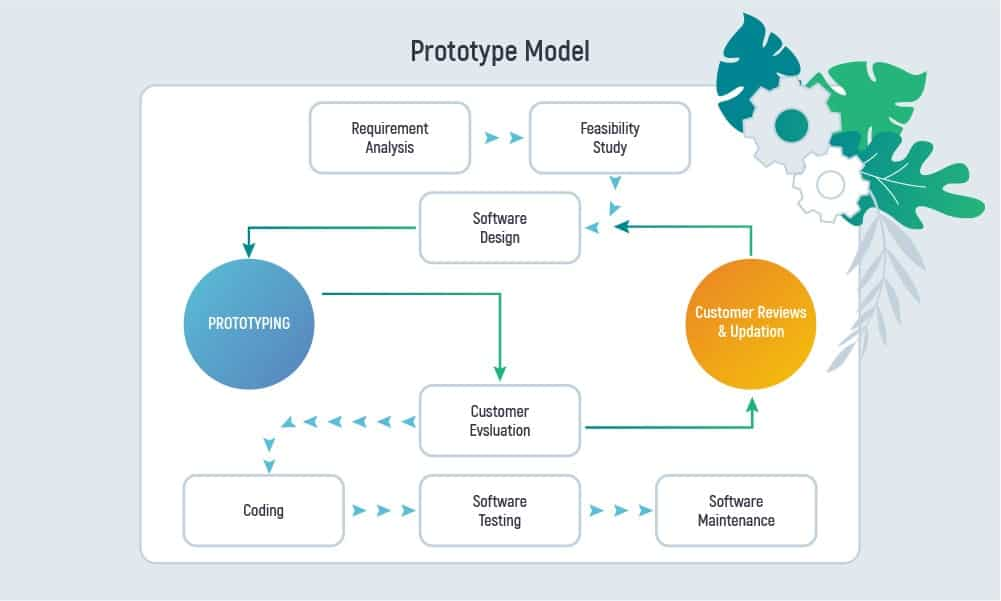 Prototype Model
Requirement
Analysis
Feasibility
Study
Software
Design
PROTOTYPING
Customer Reviews
& Updation
Customer
Evsluation
Coding
Software
Testing
Software
Maintenance